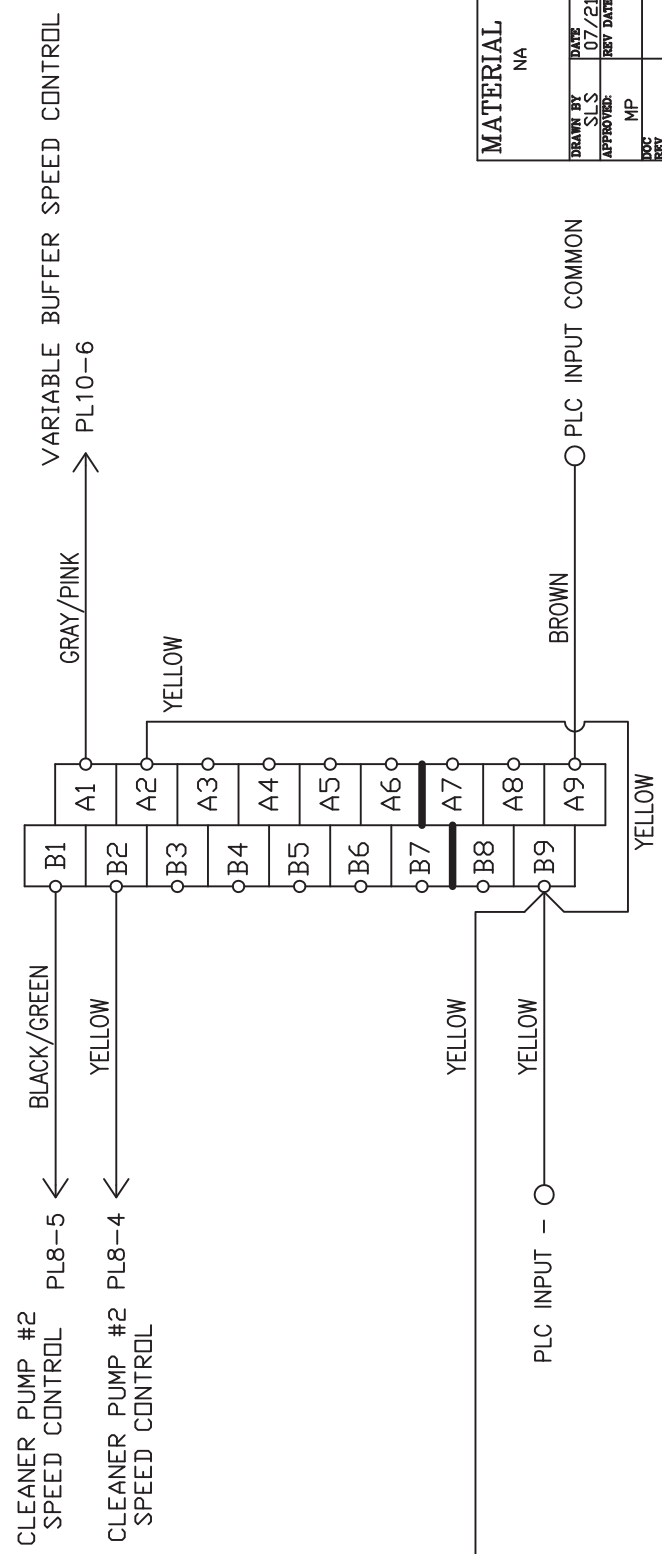 VARIABLE BUFFER SPEED CONTROL
PL10-6
GRAY/PINK
YELLOW
PLC INPUT COMMON
BROWN
YELLOW
A1
A2
A3
A4
A5
A6
A7
A8
A9
B1
B2
B3
B4
B5
B6
B7
B8
B9
BLACK/GREEN
YELLOW
YELLOW
YELLOW
CLEANER PUMP #2
SPEED CONTROL PL8-5
CLEANER PUMP #2 PL8-4
SPEED CONTROL
PLC INPUT -
MATERIAL
NA
DRAWN BY
SLS
DATE
07/21
APPROVED:
MP
REV DATE
DOC
REV